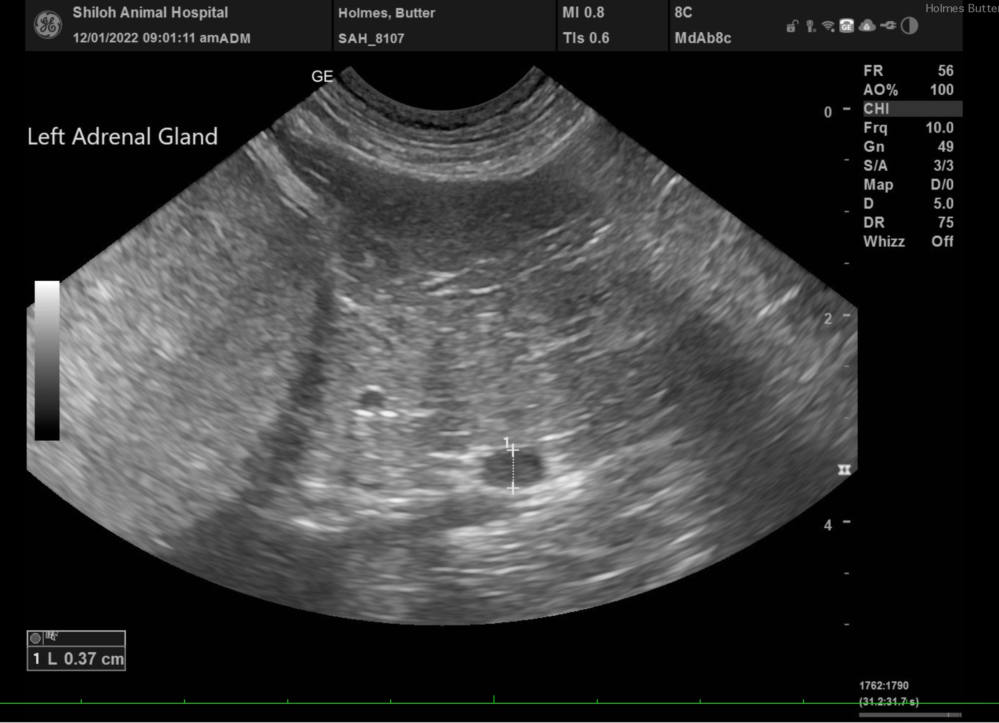 Shiloh Animal Hospital
12/01/2022 09:01:11 amADM
Holmes, Butter
SAH_8107
MI 0.8
TIs 0.6
8C
MdAb8c
GE
Holmes Butte
GE
Left Adrenal Gland
FR 56
AO% 100
CHI
Frq 10.0
Gn 49
S/A 3/3
Map D/0
D 5.0
DR 75
Whizz Off
0
2
4
1
1 L 0.37 cm
1762:1790
(31.2:31.7 s)